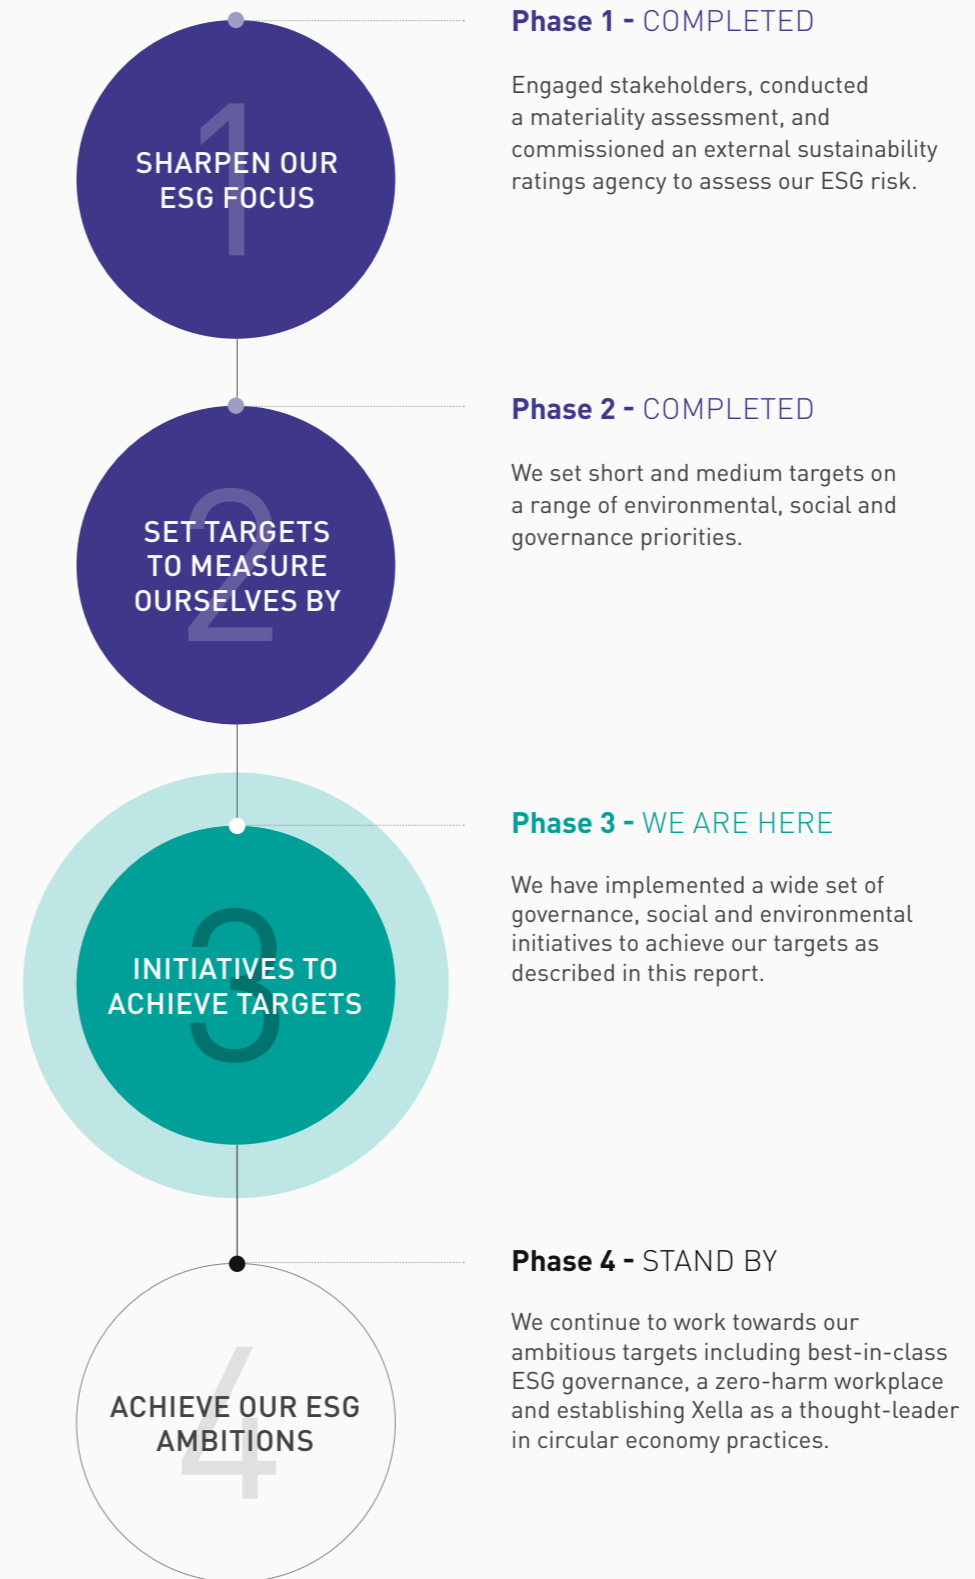 1
SHARPEN OUR
ESG FOCUS
Phase 1 - COMPLETED
Engaged stakeholders, conducted
a materiality assessment, and
commissioned an external sustainability
ratings agency to assess our ESG risk.
2
SET TARGETS
TO MEASURE
OURSELVES BY
Phase 2 - COMPLETED
We set short and medium targets on
a range of environmental, social and
governance priorities.
3
INITIATIVES TO
ACHIEVE TARGETS
Phase 3 - WE ARE HERE
We have implemented a wide set of
governance, social and environmental
initiatives to achieve our targets as
described in this report.
4
ACHIEVE OUR ESG
AMBITIONS
Phase 4 - STAND BY
We continue to work towards our
ambitious targets including best-in-class
ESG governance, a zero-harm workplace
and establishing Xella as a thought-leader
in circular economy practices.